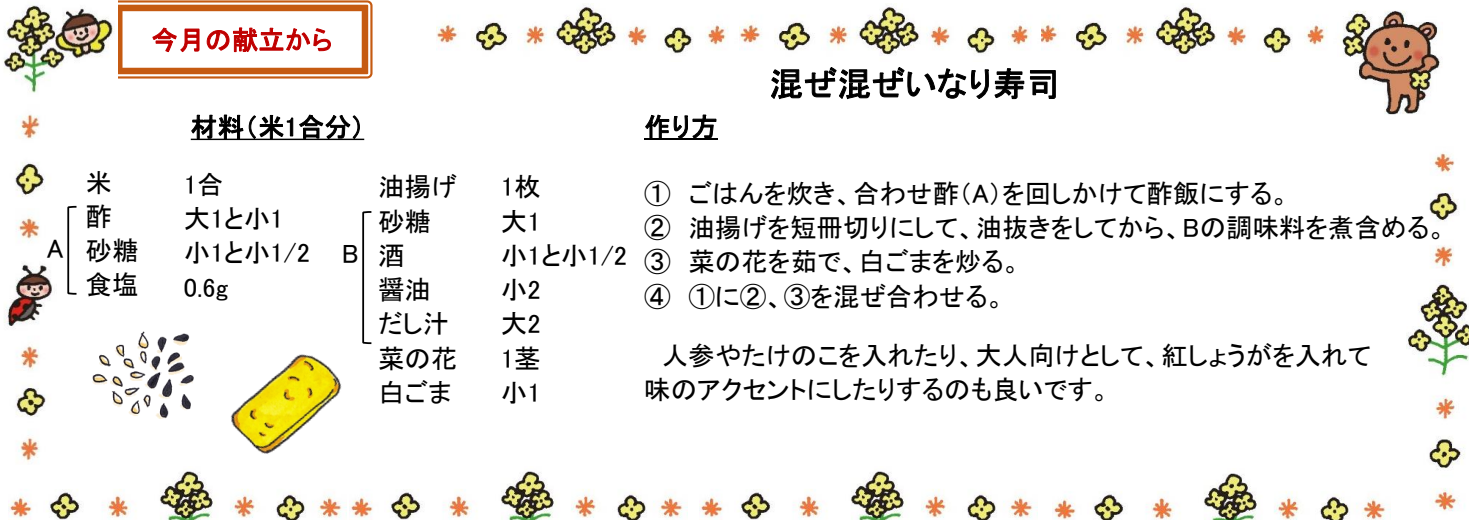 今月の献立から
混ぜ混ぜいなり寿司
材料(米1合分)
米 1合
A
酢 大1と小1
砂糖 小1と小1/2
食塩 0.6g
油揚げ 1枚
B
砂糖 大1
酒 小1と小1/2
醤油 小2
だし汁 大2
菜の花 1茎
白ごま 小1
作り方
① ごはんを炊き、合わせ酢(A)を回しかけて酢飯にする。
② 油揚げを短冊切りにして、油抜きをしてから、Bの調味料を煮含める。
③ 菜の花を茹で、白ごまを炒る。
④ ①に②、③を混ぜ合わせる。
人参やたけのこを入れたり、大人向けとして、紅しょうがを入れて
味のアクセントにしたりするのも良いです。